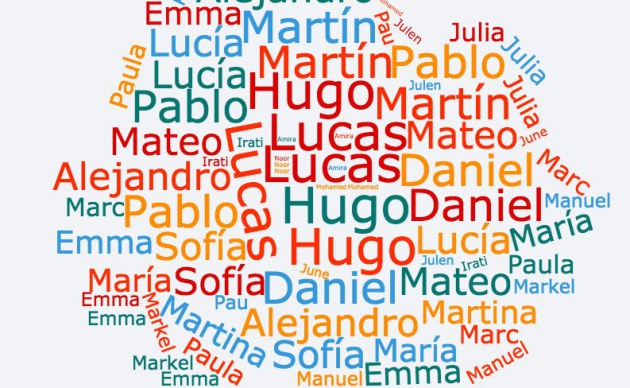 Alejandro
Mohamed
Emma
Martín
Pau
Julen
Julia
Lucía
Julia
Paula
Martín
Pablo
Lucía
Hugo
Julen
Martín
Julia
Pablo
Lucas
Mateo
June
Mateo
Irati
Amira
Amira
Lucas
Irati
Noor
Noor
Noor
Lucas
Amira
Daniel
Marc
Alejandro
Mohamed
Mohamed
Marc
Pablo
Hugo
Daniel
Manuel
Emma
Sofía
Hugo
Lucía
María
Julen
Irati
Paula
June
María
Sofía
Daniel
Mateo
Markel
Emma
Markel
Pau
Martina
Emma
Martina
Alejandro
Marc
Markel
Paula
Sofía
María
Manuel
Emma
Manuel
Emma